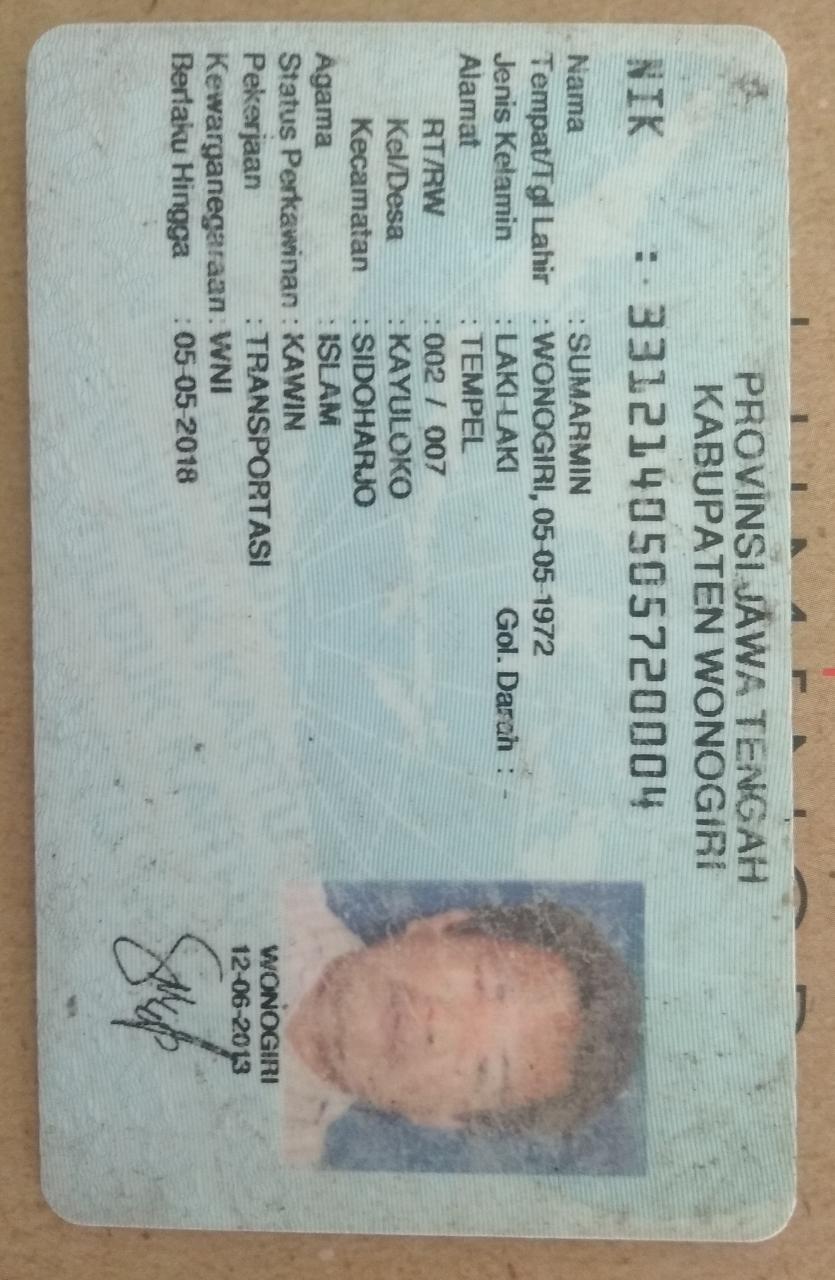 PROVINSI JAWA TENGAH
KABUPATEN WONOGIRI
NIK : 3312140505720004
Nama : SUMARMIN
Tempat/Tgl Lahir : WONOGIRI, 05-05-1972
Jenis Kelamin : LAKI-LAKI Gol. Darah : -
Alamat : TEMPEL
RT/RW : 002 / 007
Kel/Desa : KAYULOKO
Kecamatan : SIDOHARJO
Agama : ISLAM
Status Perkawinan : KAWIN
Pekerjaan : TRANSPORTASI
Kewarganegaraan : WNI
Berlaku Hingga : 05-05-2018
WONOGIRI
12-06-2013